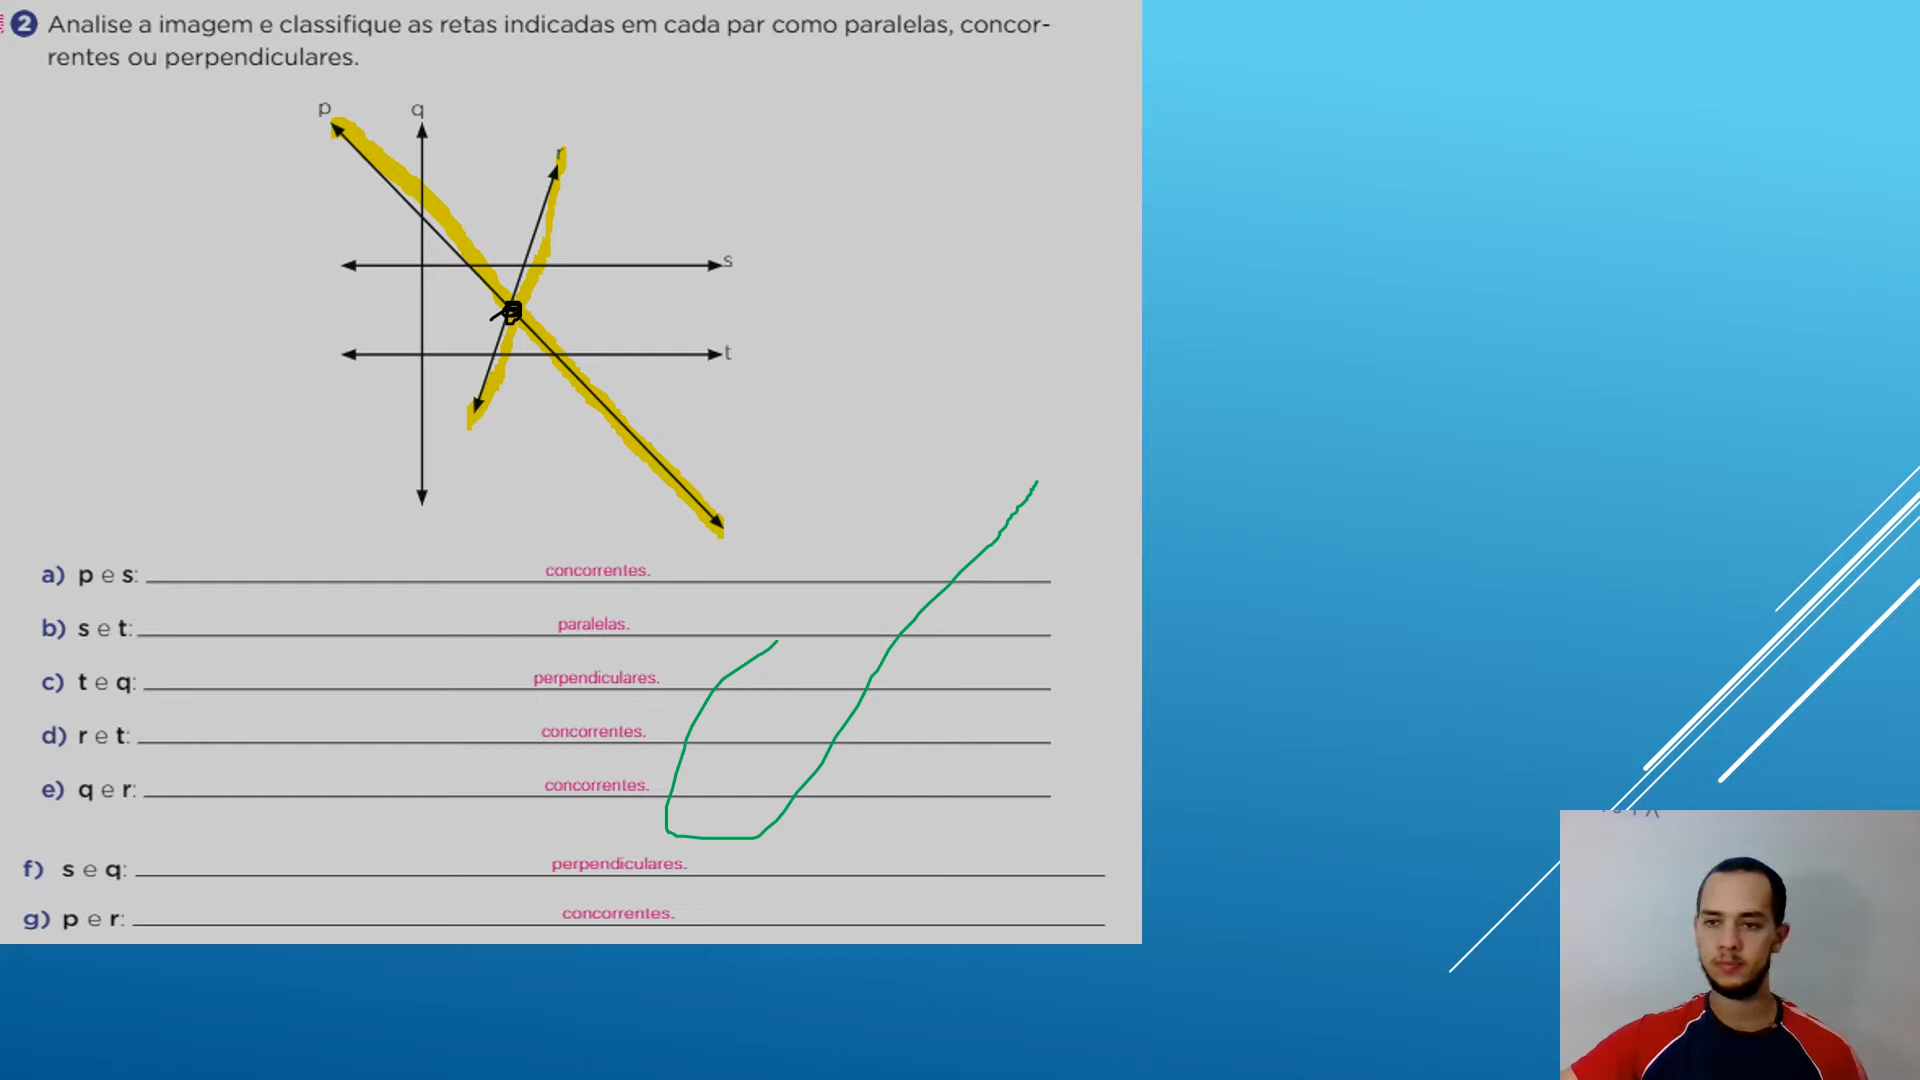 2 Analise a imagem e classifique as retas indicadas em cada par como paralelas, concor-
rentes ou perpendiculares.
p
q
r
s
t
a) p e s: concorrentes.
b) s e t: paralelas.
c) t e q: perpendiculares.
d) r e t: concorrentes.
e) q e r: concorrentes.
f) s e q: perpendiculares.
g) p e r: concorrentes.